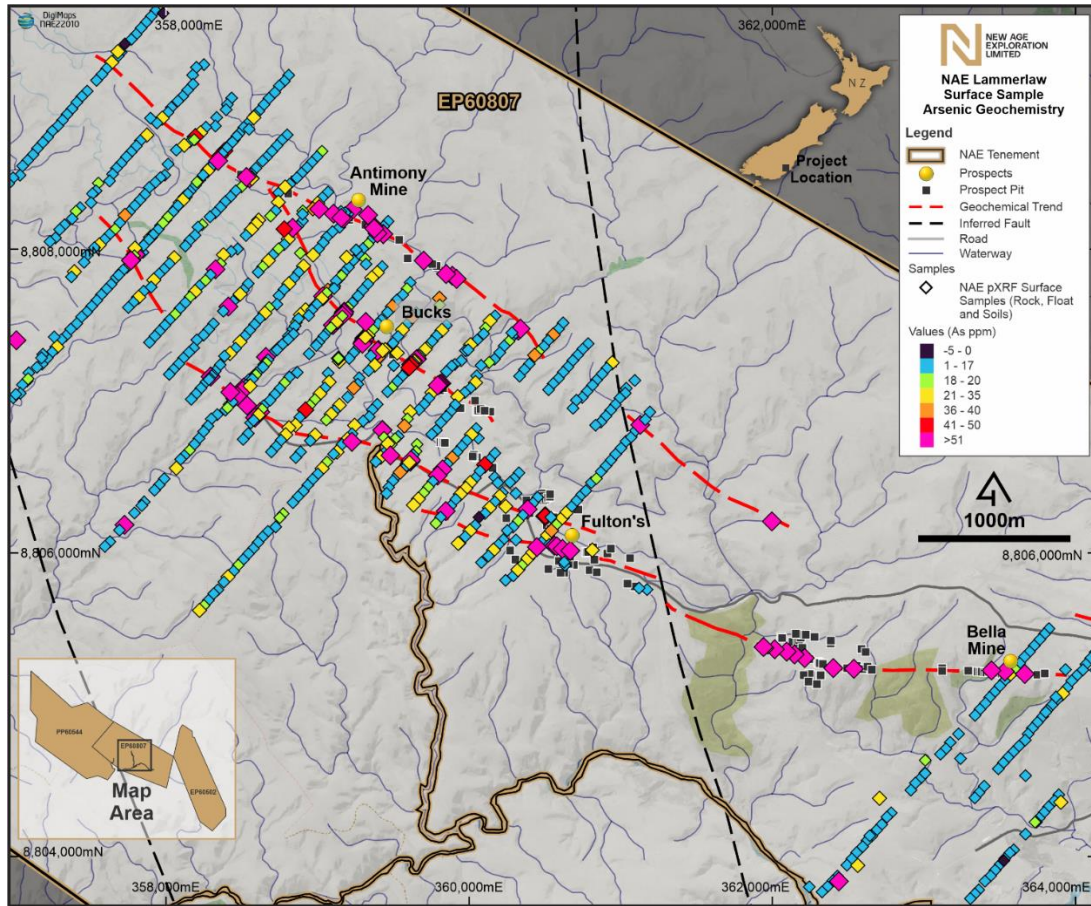 DigiMaps
NAE22010
358,000mE
362,000mE
EP60807
NZ
Project
Location
NEW AGE
EXPLORATION
LIMITED
NAE Lammerlaw
Surface Sample
Arsenic Geochemistry
Legend
NAE Tenement
Prospects
Prospect Pit
Geochemical Trend
Inferred Fault
Road
Waterway
Samples
NAE pXRF Surface
Samples (Rock, Float
and Soils)
Values (As ppm)
-5 - 0
1 - 17
18 - 20
21 - 35
36 - 40
41 - 50
>51
Antimony
Mine
8,808,000mN
Bucks
1000m
Fulton's
8,806,000mN
8,806,000mN
Bella
Mine
PP60544
EP60807
EP60502
Map
Area
8,804,000mN
358,000mE
360,000mE
362,000mE
364,000mE